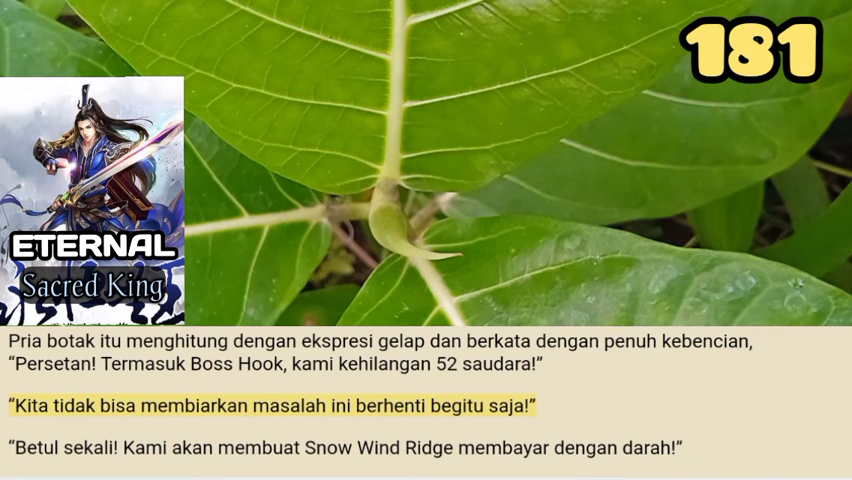 181
ETERNAL
Sacred King
Pria botak itu menghitung dengan ekspresi gelap dan berkata dengan penuh kebencian,
“Persetan! Termasuk Boss Hook, kami kehilangan 52 saudara!”
“Kita tidak bisa membiarkan masalah ini berhenti begitu saja!”
“Betul sekali! Kami akan membuat Snow Wind Ridge membayar dengan darah!”